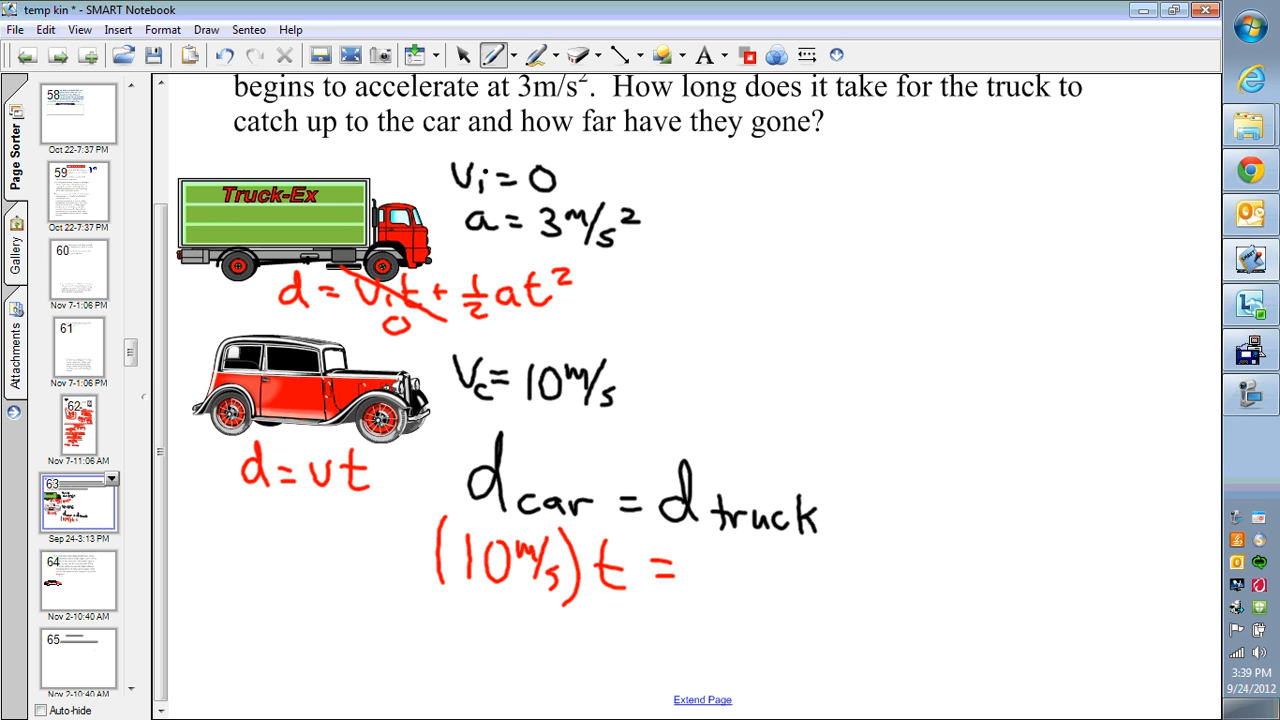 temp kin * - SMART Notebook
File Edit View Insert Format Draw Senteo Help
begins to accelerate at 3m/s². How long does it take for the truck to
catch up to the car and how far have they gone?
Page Sorter
Gallery
Attachments
58
Oct 22-7:37 PM
59
Oct 22-7:37 PM
60
Nov 7-1:06 PM
61
Nov 7-1:06 PM
62
Nov 7-11:06 AM
63
Sep 24-3:13 PM
64
Nov 2-10:40 AM
65
Nov 2-10:40 AM
Auto-hide
Truck-Ex
Vi = 0
a = 3 m/s²
d = Vit + ½at²
0
Vc = 10 m/s
d = vt
d car = d truck
(10 m/s) t =
Extend Page
3:39 PM
9/24/2012